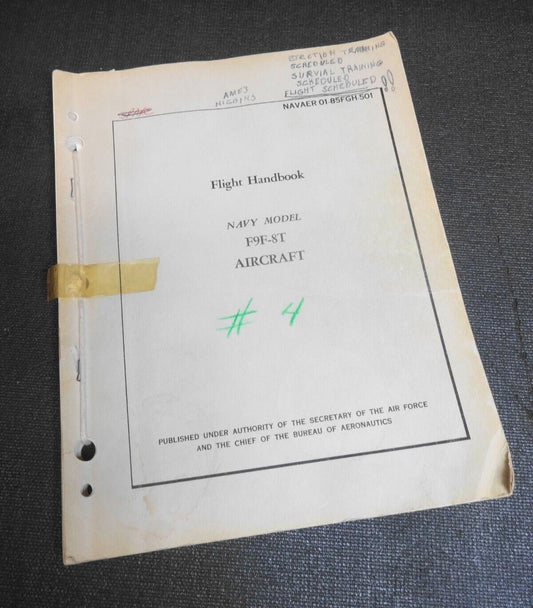 EJECTION TRAINING
SCHEDULED
SURVIAL TRAINING
SCHEDULED
FLIGHT SCHEDULED!!
AMES
HIGGINS
NAVAER 01-85FGH-501
Flight Handbook
NAVY MODEL
F9F-8T
AIRCRAFT
# 4
PUBLISHED UNDER AUTHORITY OF THE SECRETARY OF THE AIR FORCE
AND THE CHIEF OF THE BUREAU OF AERONAUTICS